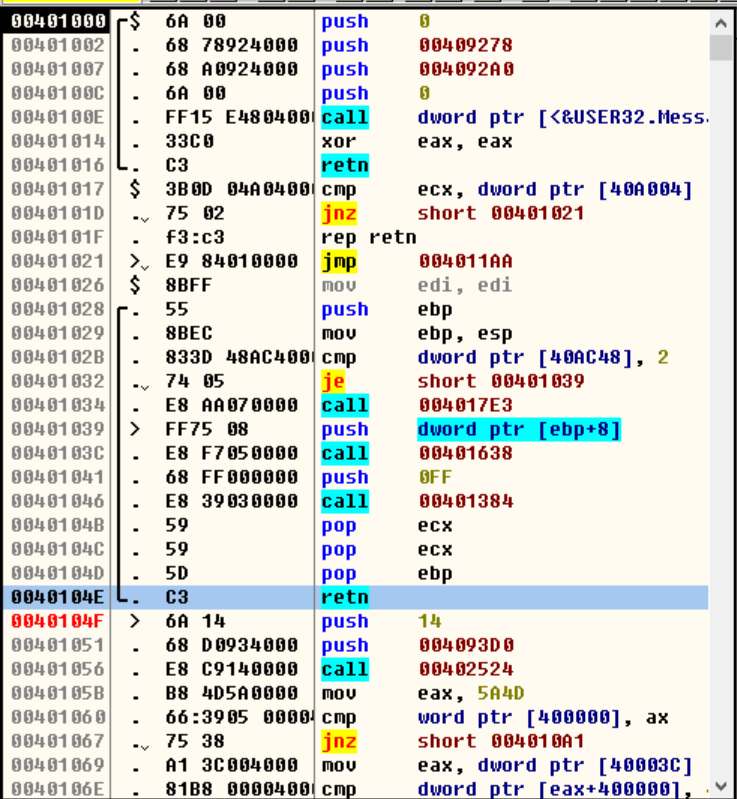 00401000 $ 6A 00 push 0
00401002 . 68 78924000 push 00409278
00401007 . 68 A0924000 push 004092A0
0040100C . 6A 00 push 0
0040100E . FF15 E480400 call dword ptr [<&USER32.Mess
00401014 . 33C0 xor eax, eax
00401016 . C3 retn
00401017 $ 3B0D 04A0400 cmp ecx, dword ptr [40A004]
0040101D . 75 02 jnz short 00401021
0040101F . f3:c3 rep retn
00401021 > E9 84010000 jmp 004011AA
00401026 $ 8BFF mov edi, edi
00401028 . 55 push ebp
00401029 . 8BEC mov ebp, esp
0040102B . 833D 48AC400 cmp dword ptr [40AC48], 2
00401032 . 74 05 je short 00401039
00401034 . E8 AA070000 call 004017E3
00401039 > FF75 08 push dword ptr [ebp+8]
0040103C . E8 F7050000 call 00401638
00401041 . 68 FF000000 push 0FF
00401046 . E8 39030000 call 00401384
0040104B . 59 pop ecx
0040104C . 59 pop ecx
0040104D . 5D pop ebp
0040104E . C3 retn
0040104F > 6A 14 push 14
00401051 . 68 D0934000 push 004093D0
00401056 . E8 C9140000 call 00402524
0040105B . B8 4D5A0000 mov eax, 5A4D
00401060 . 66:3905 0000 cmp word ptr [400000], ax
00401067 . 75 38 jnz short 004010A1
00401069 . A1 3C004000 mov eax, dword ptr [40003C]
0040106E . 81B8 0000400 cmp dword ptr [eax+400000],